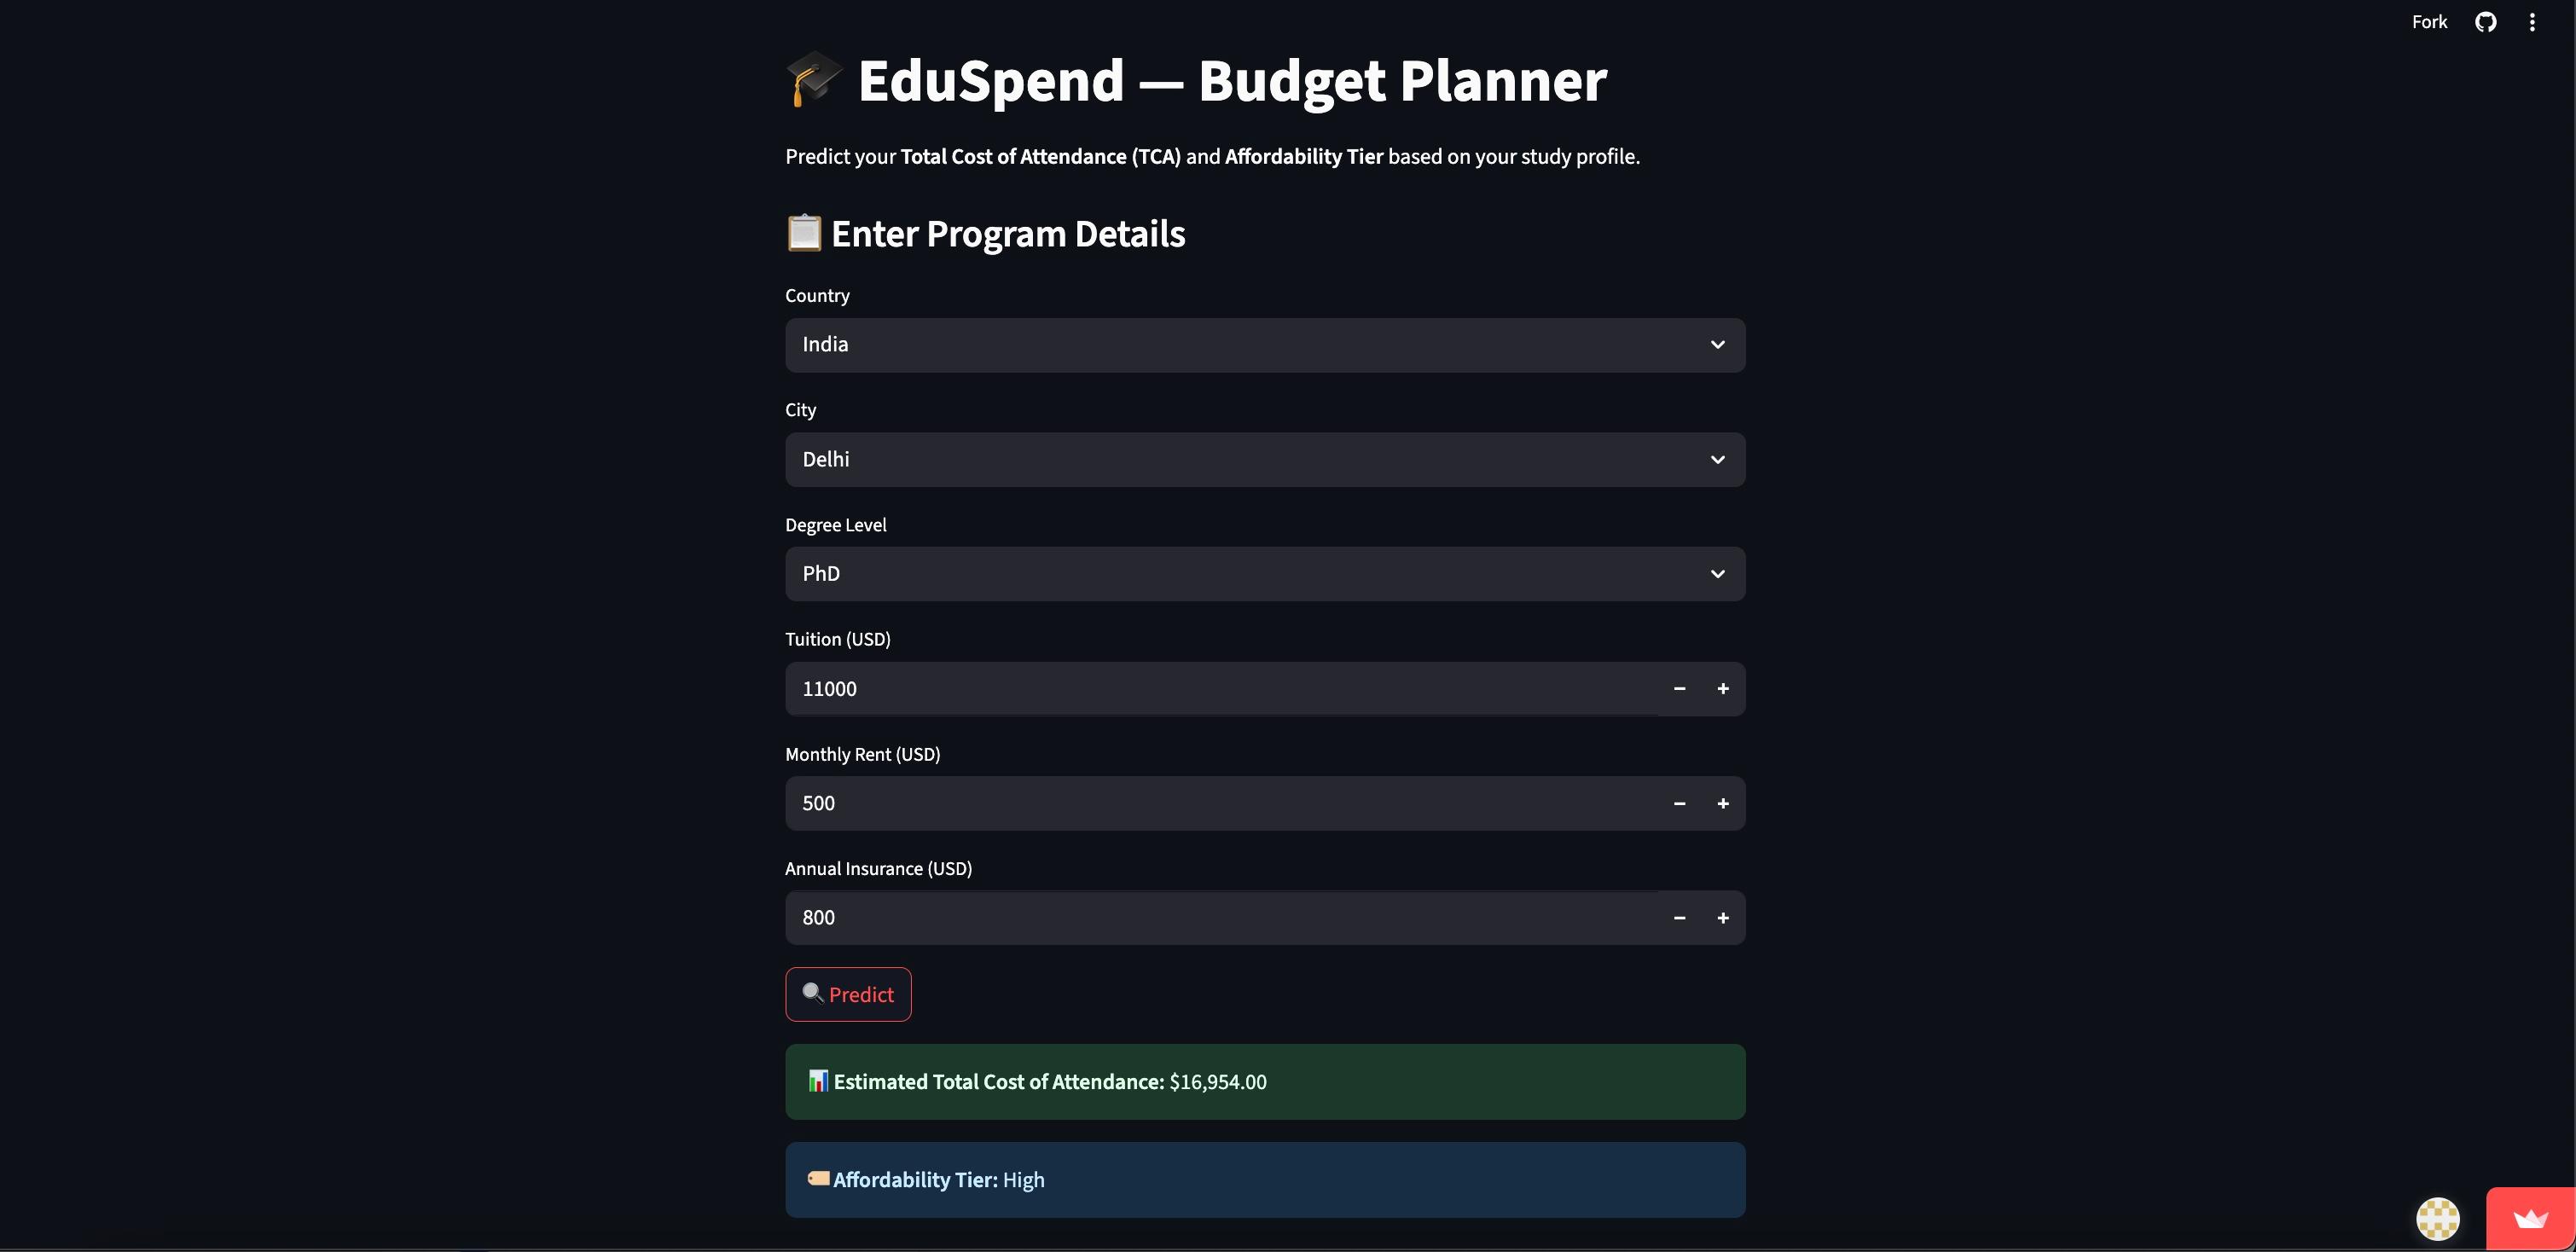 Fork
EduSpend — Budget Planner
Predict your Total Cost of Attendance (TCA) and Affordability Tier based on your study profile.
Enter Program Details
Country
India
City
Delhi
Degree Level
PhD
Tuition (USD)
11000
Monthly Rent (USD)
500
Annual Insurance (USD)
800
Predict
Estimated Total Cost of Attendance: $16,954.00
Affordability Tier: High